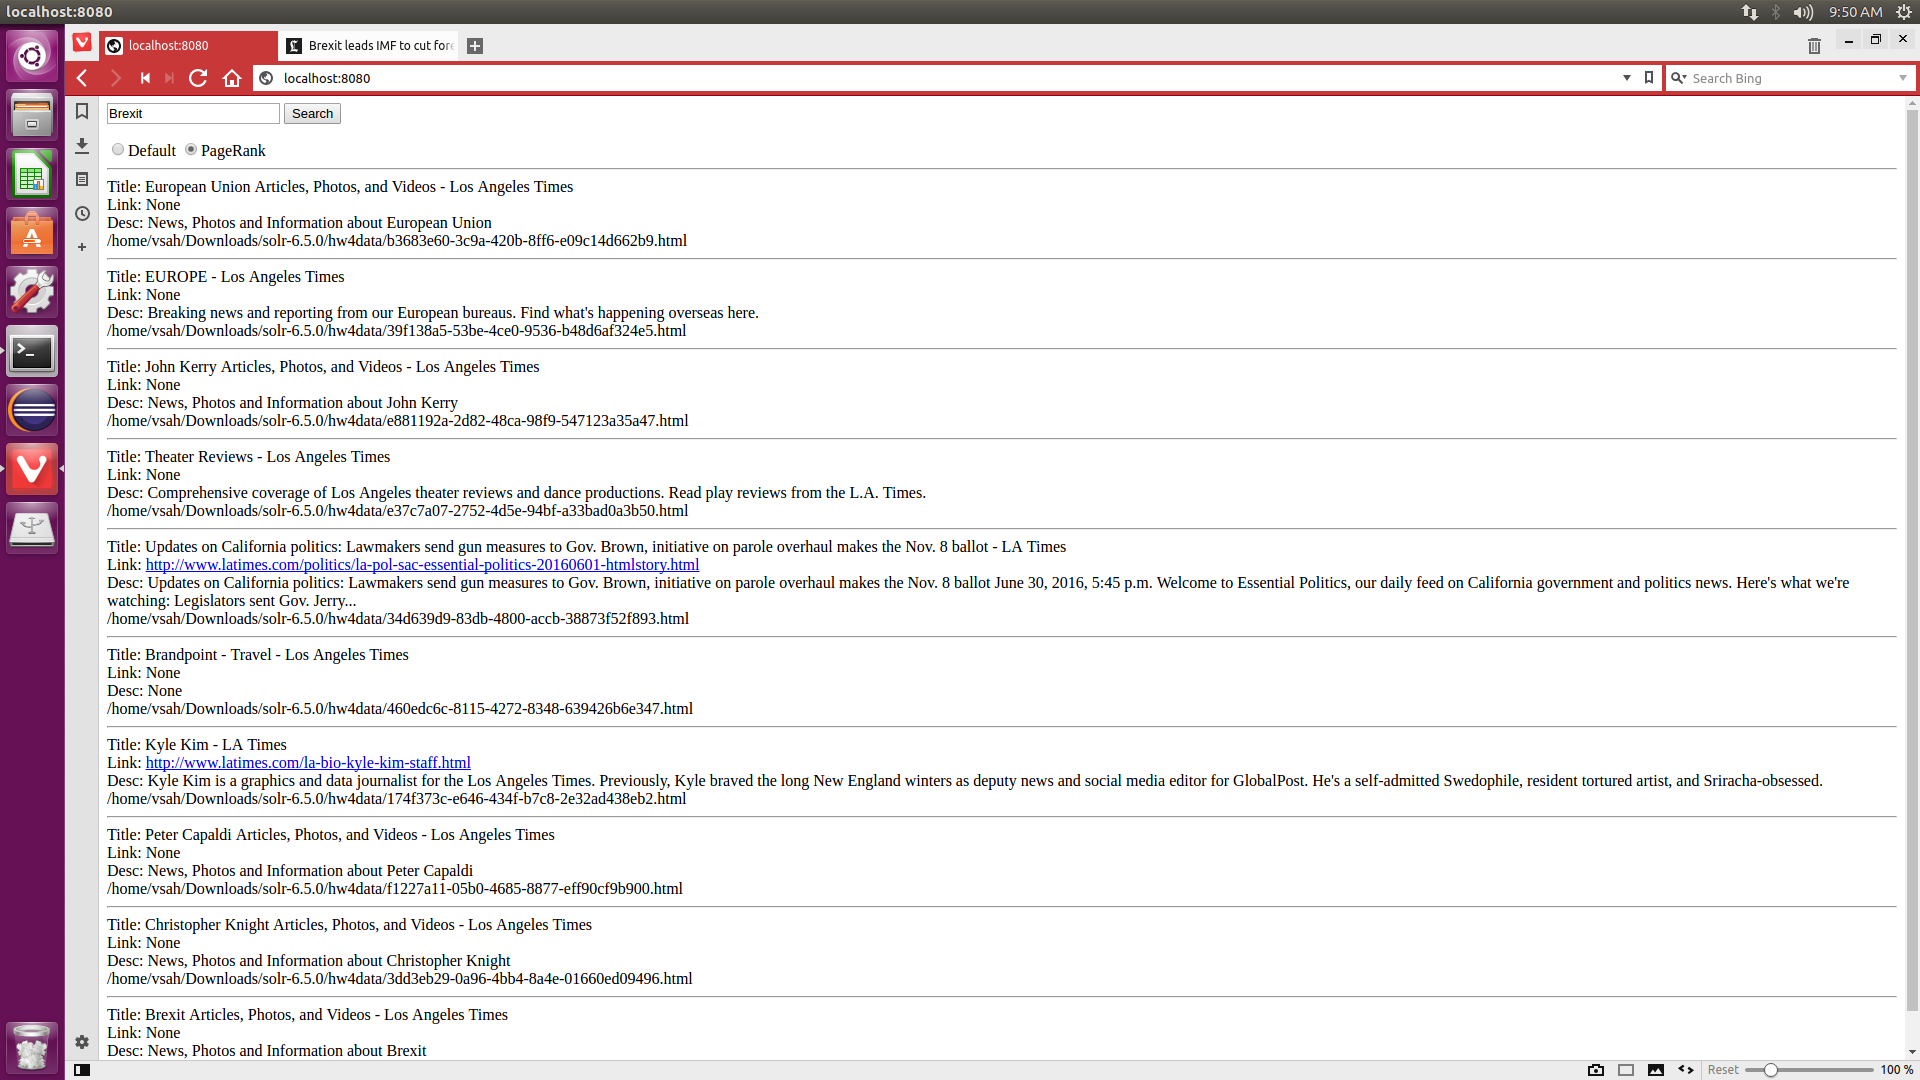 localhost:8080
9:50 AM
localhost:8080
Brexit leads IMF to cut fore
localhost:8080
Search Bing
Brexit
Search
Default PageRank
Title: European Union Articles, Photos, and Videos - Los Angeles Times
Link: None
Desc: News, Photos and Information about European Union
/home/vsah/Downloads/solr-6.5.0/hw4data/b3683e60-3c9a-420b-8ff6-e09c14d662b9.html
Title: EUROPE - Los Angeles Times
Link: None
Desc: Breaking news and reporting from our European bureaus. Find what's happening overseas here.
/home/vsah/Downloads/solr-6.5.0/hw4data/39f138a5-53be-4ce0-9536-b48d6af324e5.html
Title: John Kerry Articles, Photos, and Videos - Los Angeles Times
Link: None
Desc: News, Photos and Information about John Kerry
/home/vsah/Downloads/solr-6.5.0/hw4data/e881192a-2d82-48ca-98f9-547123a35a47.html
Title: Theater Reviews - Los Angeles Times
Link: None
Desc: Comprehensive coverage of Los Angeles theater reviews and dance productions. Read play reviews from the L.A. Times.
/home/vsah/Downloads/solr-6.5.0/hw4data/e37c7a07-2752-4d5e-94bf-a33bad0a3b50.html
Title: Updates on California politics: Lawmakers send gun measures to Gov. Brown, initiative on parole overhaul makes the Nov. 8 ballot - LA Times
Link: http://www.latimes.com/politics/la-pol-sac-essential-politics-20160601-htmlstory.html
Desc: Updates on California politics: Lawmakers send gun measures to Gov. Brown, initiative on parole overhaul makes the Nov. 8 ballot June 30, 2016, 5:45 p.m. Welcome to Essential Politics, our daily feed on California government and politics news. Here's what we're
watching: Legislators sent Gov. Jerry...
/home/vsah/Downloads/solr-6.5.0/hw4data/34d639d9-83db-4800-accb-38873f52f893.html
Title: Brandpoint - Travel - Los Angeles Times
Link: None
Desc: None
/home/vsah/Downloads/solr-6.5.0/hw4data/460edc6c-8115-4272-8348-639426b6e347.html
Title: Kyle Kim - LA Times
Link: http://www.latimes.com/la-bio-kyle-kim-staff.html
Desc: Kyle Kim is a graphics and data journalist for the Los Angeles Times. Previously, Kyle braved the long New England winters as deputy news and social media editor for GlobalPost. He's a self-admitted Swedophile, resident tortured artist, and Sriracha-obsessed.
/home/vsah/Downloads/solr-6.5.0/hw4data/174f373c-e646-434f-b7c8-2e32ad438eb2.html
Title: Peter Capaldi Articles, Photos, and Videos - Los Angeles Times
Link: None
Desc: News, Photos and Information about Peter Capaldi
/home/vsah/Downloads/solr-6.5.0/hw4data/f1227a11-05b0-4685-8877-eff90cf9b900.html
Title: Christopher Knight Articles, Photos, and Videos - Los Angeles Times
Link: None
Desc: News, Photos and Information about Christopher Knight
/home/vsah/Downloads/solr-6.5.0/hw4data/3dd3eb29-0a96-4bb4-8a4e-01660ed09496.html
Title: Brexit Articles, Photos, and Videos - Los Angeles Times
Link: None
Desc: News, Photos and Information about Brexit
Reset
100 %